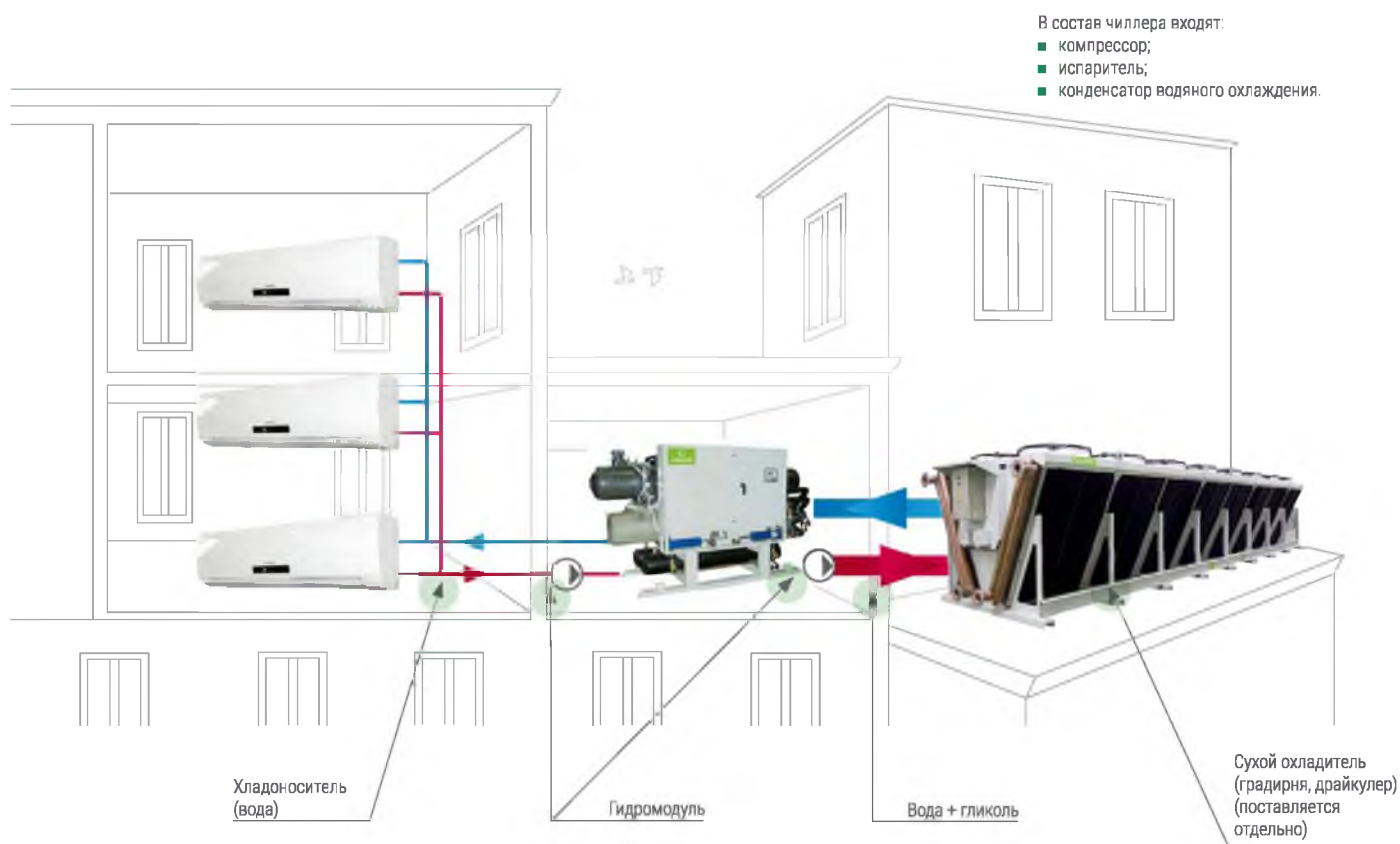 В состав чиллера входят:
компрессор;
испаритель;
конденсатор водяного охлаждения.
Хладоноситель
(вода)
Гидромодуль
Вода + гликоль
Сухой охладитель
(градирня, драйкулер)
(поставляется
отдельно)